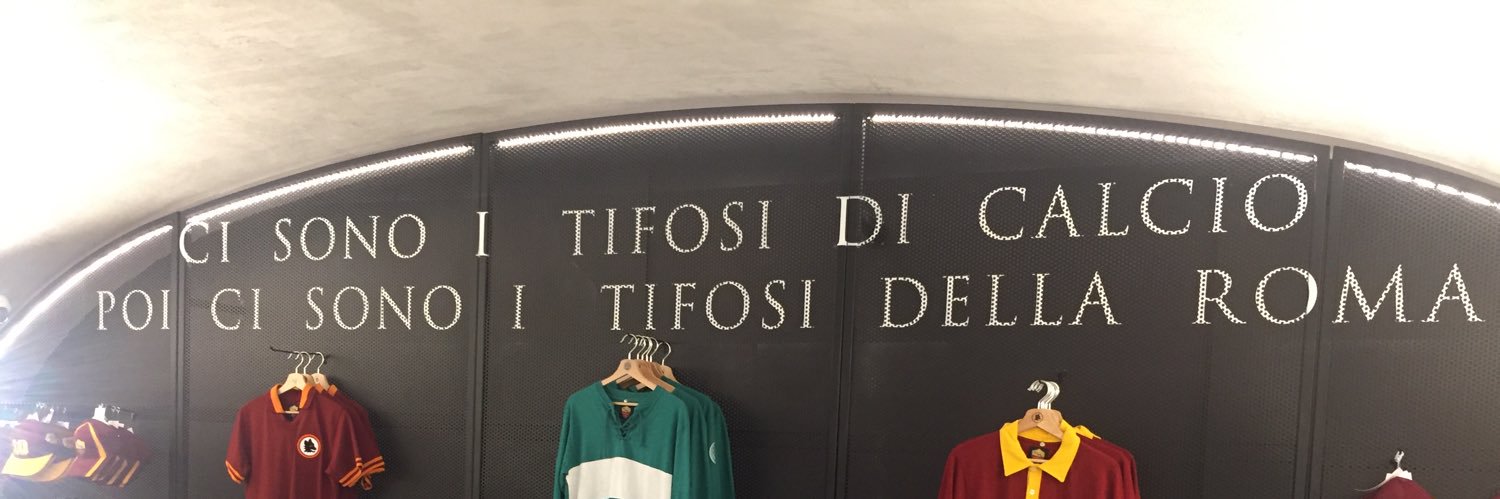 CI SONO I TIFOSI DI CALCIO
POI CI SONO I TIFOSI DELLA ROMA